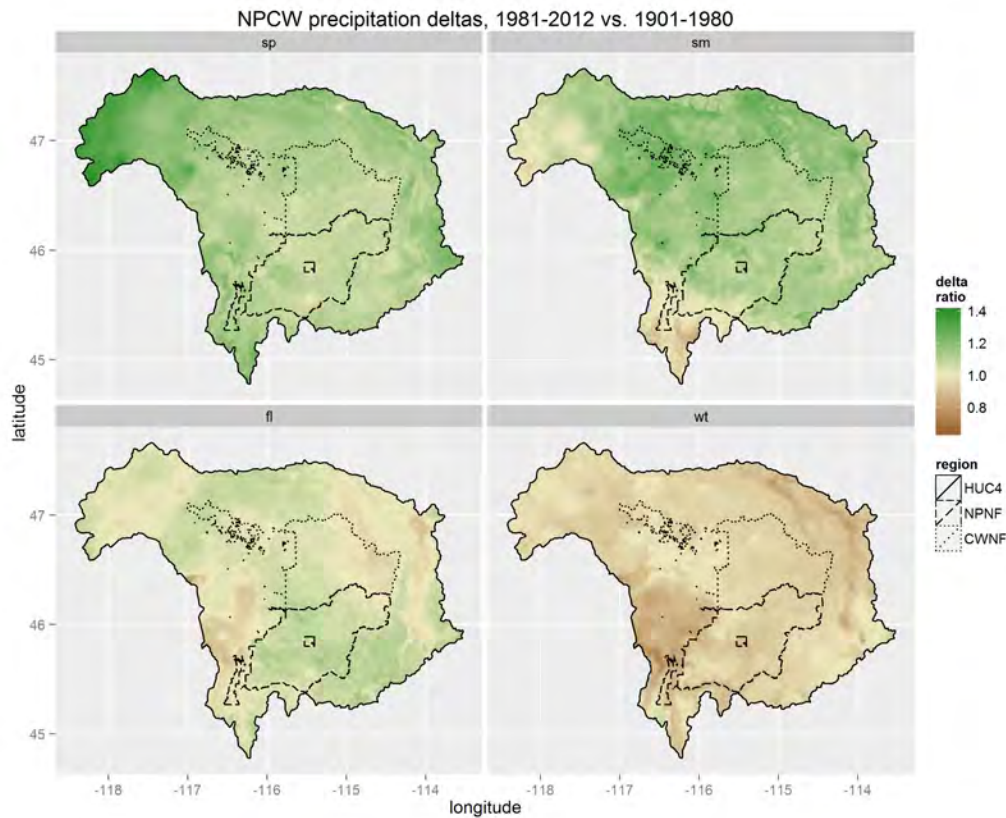 NPCW precipitation deltas, 1981-2012 vs. 1901-1980
sp
sm
47
46
45
fl
wt
47
46
45
-118
-117
-116
-115
-114
-118
-117
-116
-115
-114
longitude
latitude
delta
ratio
1.4
1.2
1.0
0.8
region
HUC4
NPNF
CWNF